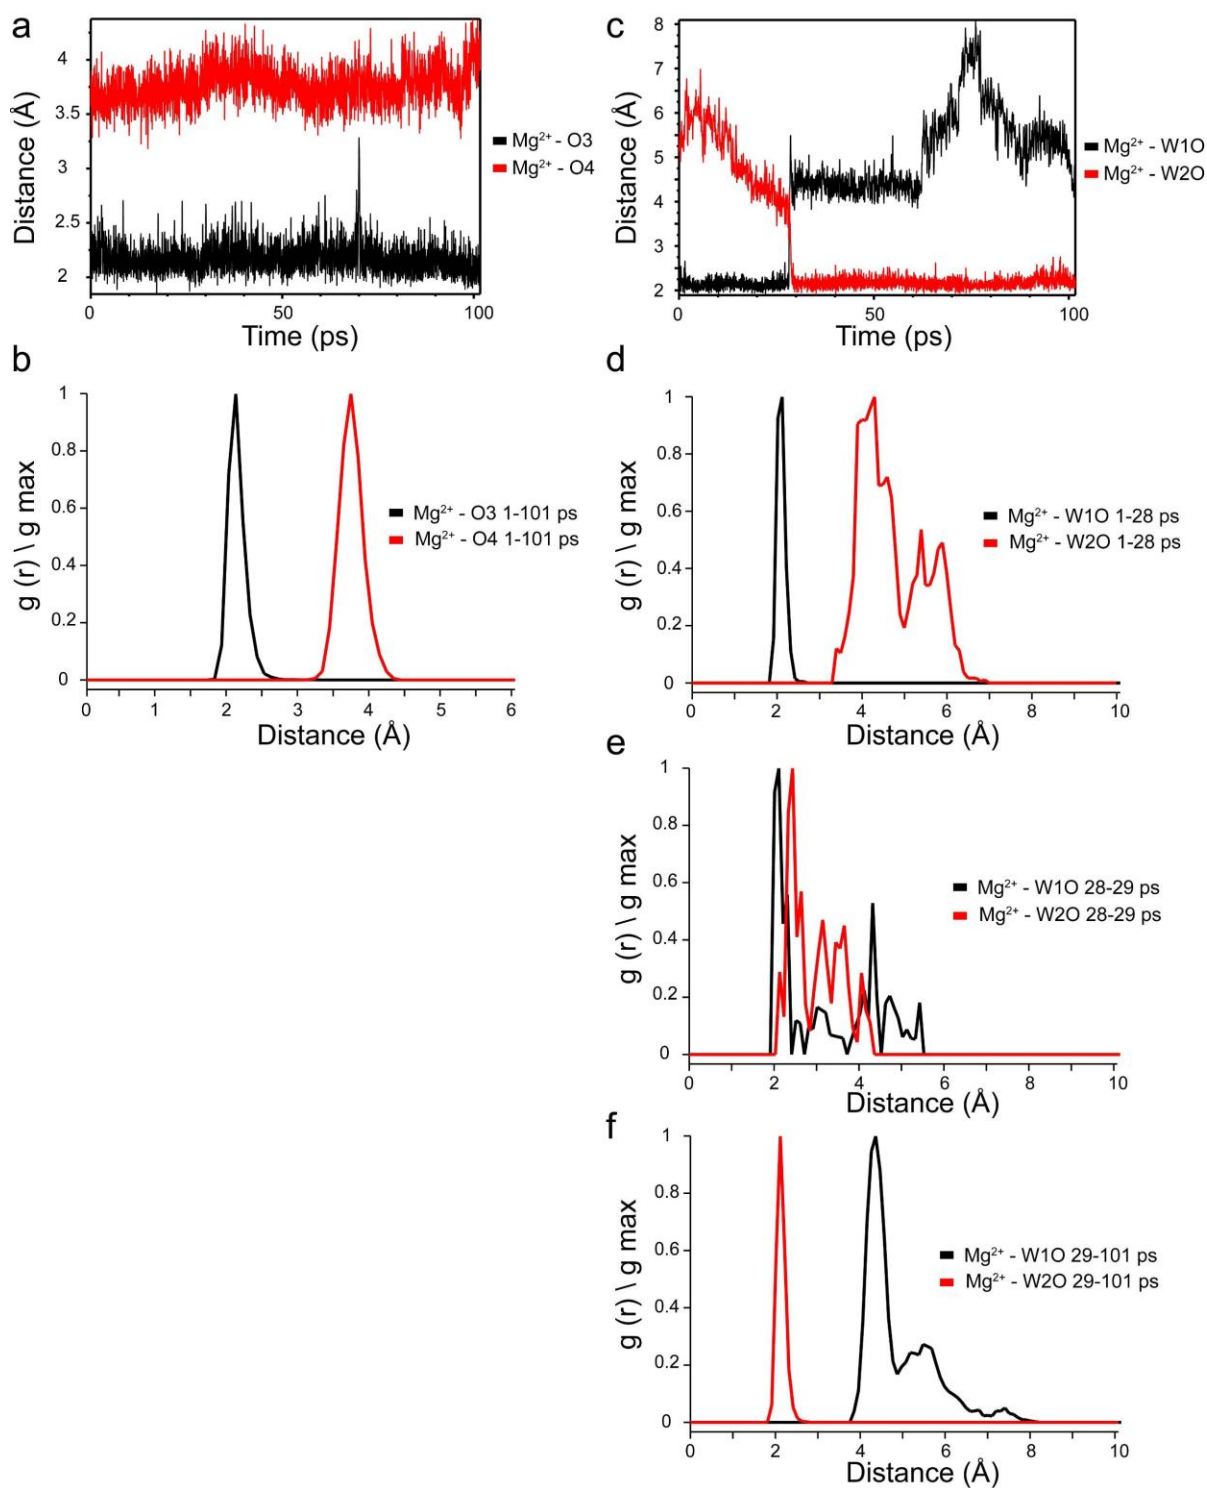 a
Distance (Å)
4
3.5
3
2.5
2
0
50
100
Time (ps)
Mg²⁺ - O3
Mg²⁺ - O4
c
Distance (Å)
8
7
6
5
4
3
2
0
50
100
Time (ps)
Mg²⁺ - W1O
Mg²⁺ - W2O
b
g (r) \ g max
1
0.8
0.6
0.4
0.2
0
0
1
2
3
4
5
6
Distance (Å)
Mg²⁺ - O3 1-101 ps
Mg²⁺ - O4 1-101 ps
d
g (r) \ g max
1
0.8
0.6
0.4
0.2
0
0
2
4
6
8
10
Distance (Å)
Mg²⁺ - W1O 1-28 ps
Mg²⁺ - W2O 1-28 ps
e
g (r) \ g max
1
0.8
0.6
0.4
0.2
0
0
2
4
6
8
10
Distance (Å)
Mg²⁺ - W1O 28-29 ps
Mg²⁺ - W2O 28-29 ps
f
g (r) \ g max
1
0.8
0.6
0.4
0.2
0
0
2
4
6
8
10
Distance (Å)
Mg²⁺ - W1O 29-101 ps
Mg²⁺ - W2O 29-101 ps